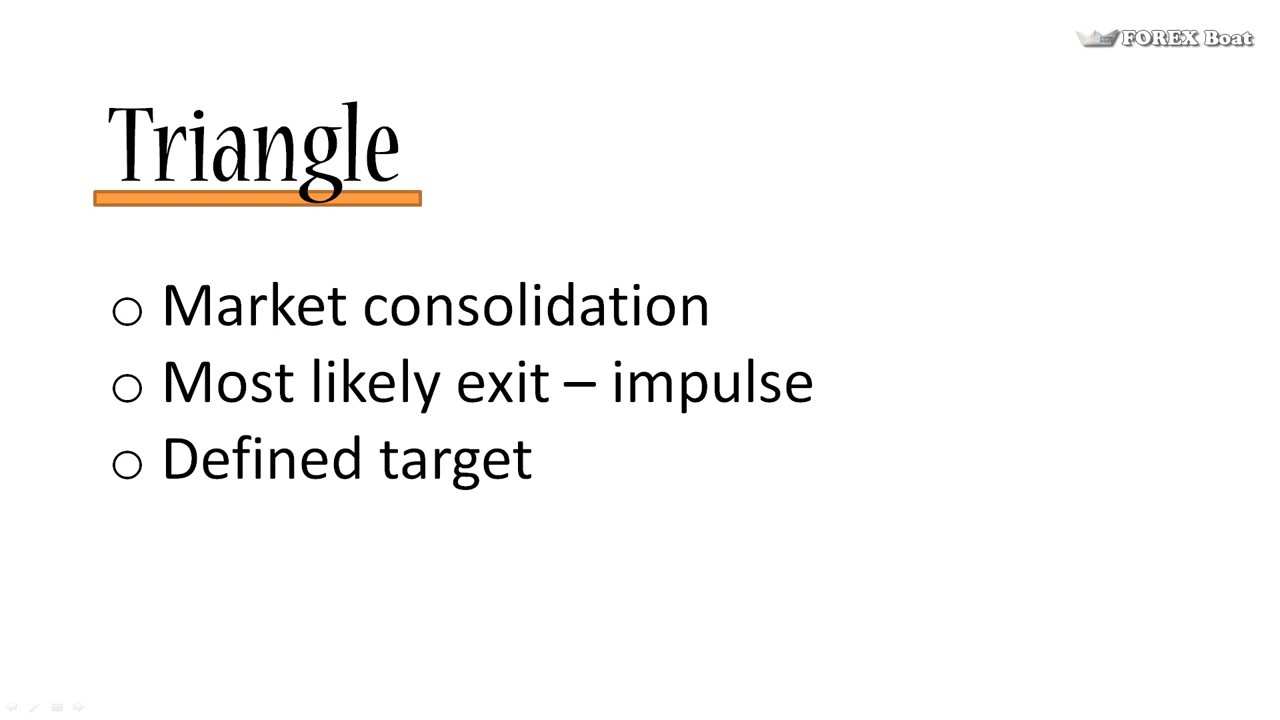 FOREX Boat
Triangle
o Market consolidation
o Most likely exit – impulse
o Defined target